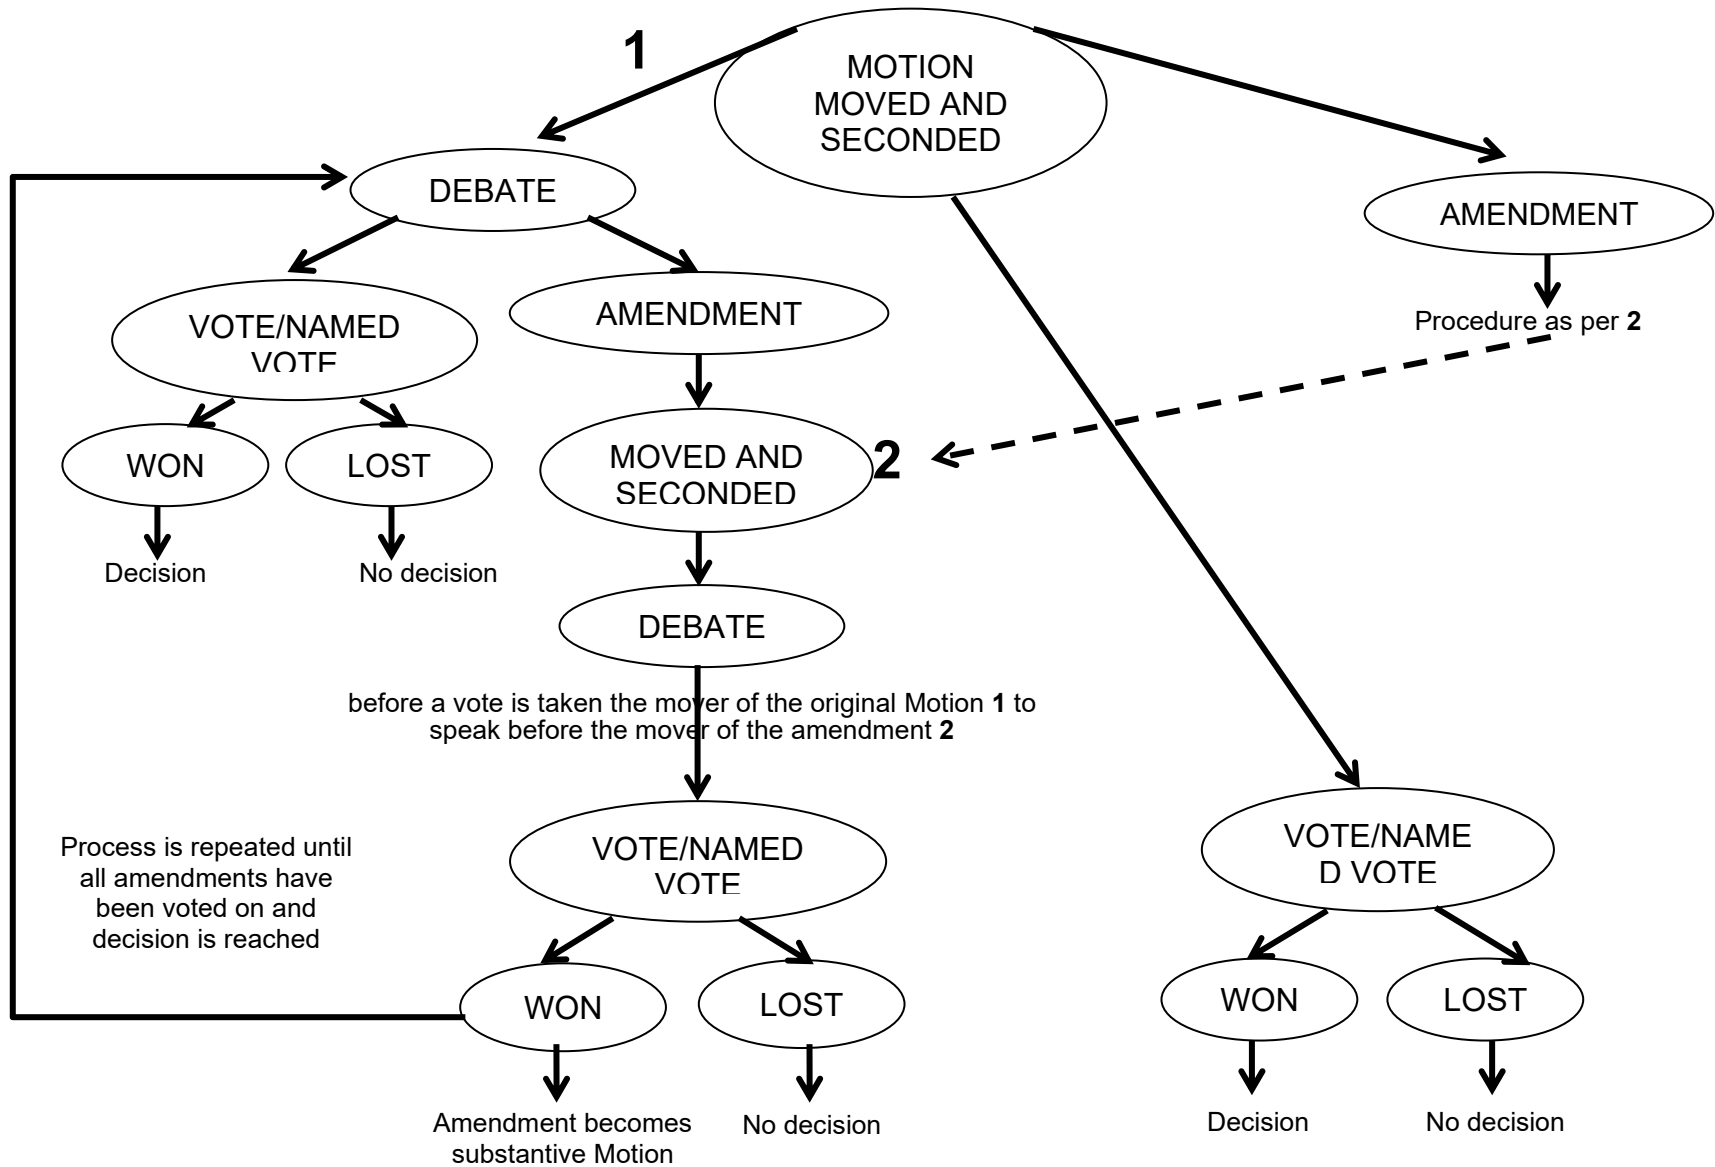 1
MOTION
MOVED AND
SECONDED
DEBATE
AMENDMENT
VOTE/NAMED
VOTE
AMENDMENT
Procedure as per 2
WON
LOST
MOVED AND
SECONDED
2
Decision
No decision
DEBATE
before a vote is taken the mover of the original Motion 1 to
speak before the mover of the amendment 2
Process is repeated until
all amendments have
been voted on and
decision is reached
VOTE/NAMED
VOTE
VOTE/NAME
D VOTE
WON
LOST
WON
LOST
Amendment becomes
substantive Motion
No decision
Decision
No decision